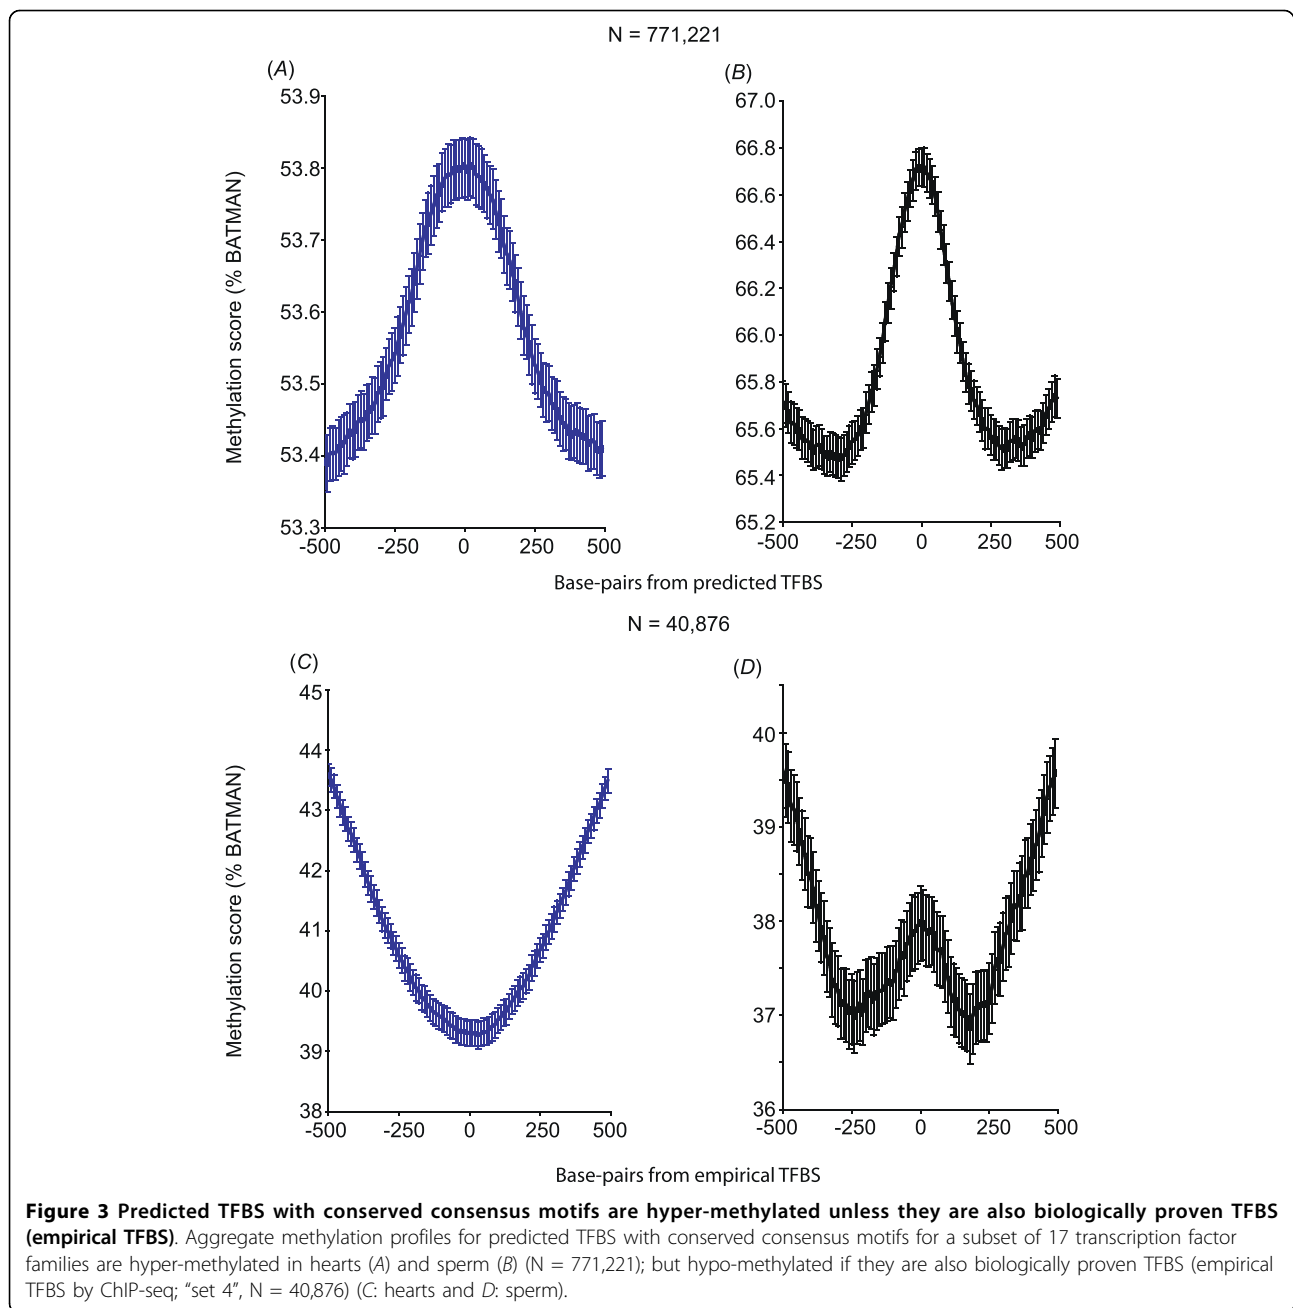 N = 771,221
(A)
(B)
Methylation score (% BATMAN)
53.9
53.8
53.7
53.6
53.5
53.4
53.3
-500 -250 0 250 500
67.0
66.8
66.6
66.4
66.2
66.0
65.8
65.6
65.4
65.2
-500 -250 0 250 500
Base-pairs from predicted TFBS
N = 40,876
(C)
(D)
Methylation score (% BATMAN)
45
44
43
42
41
40
39
38
-500 -250 0 250 500
40
39
38
37
36
-500 -250 0 250 500
Base-pairs from empirical TFBS
Figure 3 Predicted TFBS with conserved consensus motifs are hyper-methylated unless they are also biologically proven TFBS
(empirical TFBS). Aggregate methylation profiles for predicted TFBS with conserved consensus motifs for a subset of 17 transcription factor
families are hyper-methylated in hearts (A) and sperm (B) (N = 771,221); but hypo-methylated if they are also biologically proven TFBS (empirical
TFBS by ChIP-seq; “set 4”, N = 40,876) (C: hearts and D: sperm).